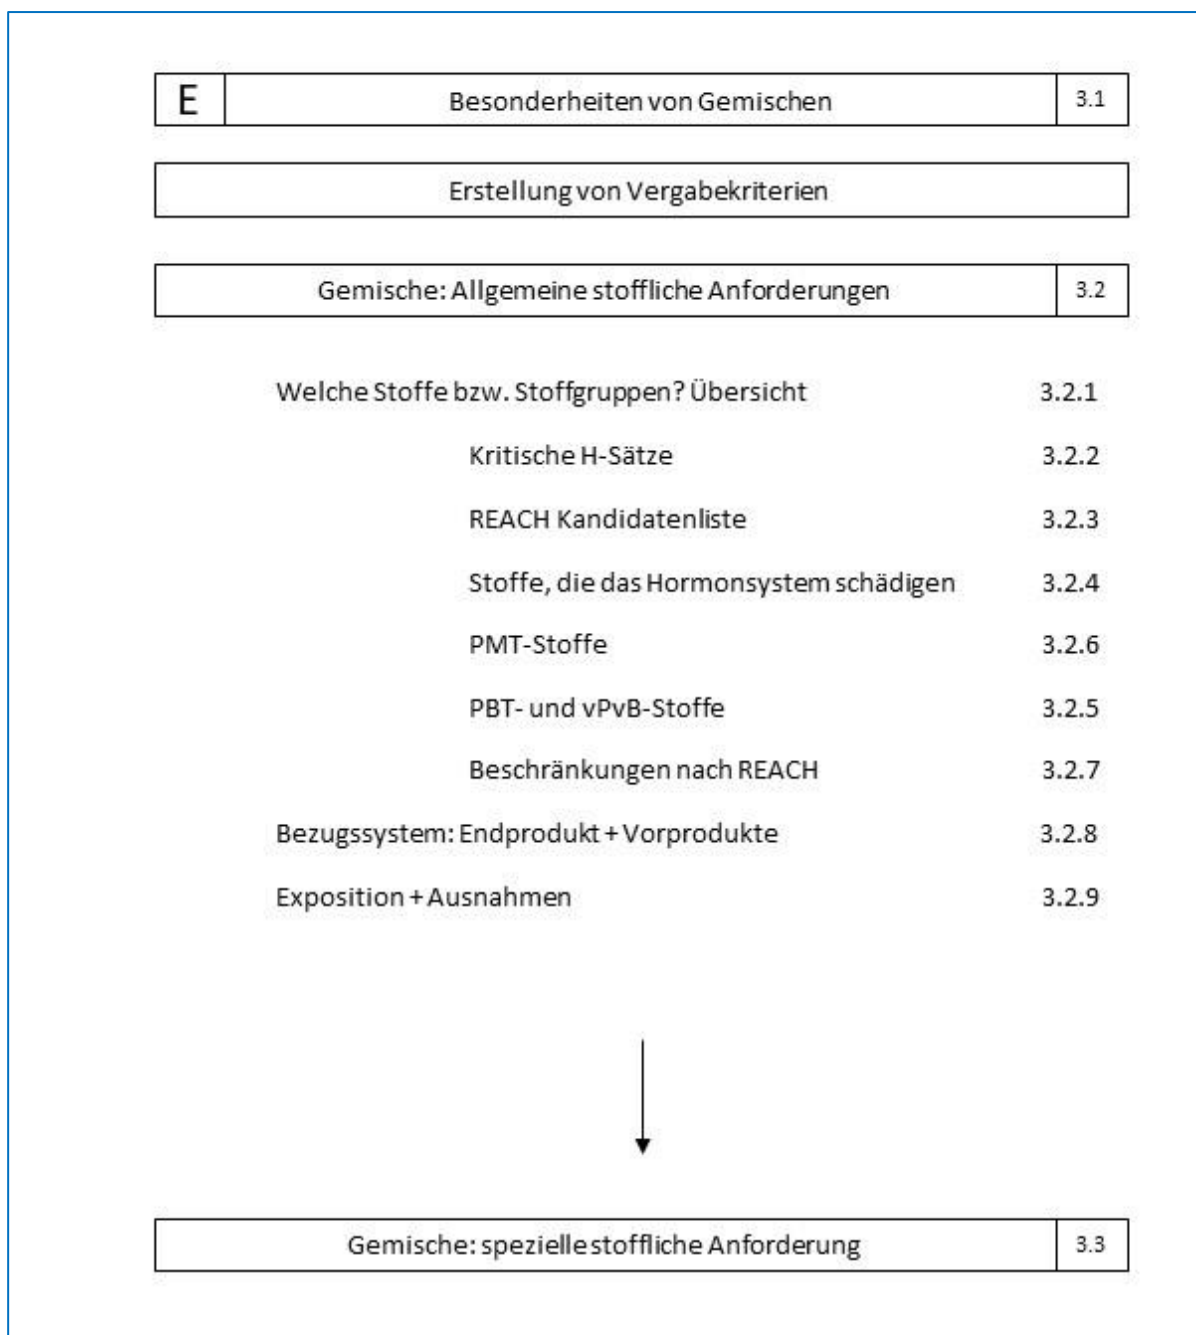 E Besonderheiten von Gemischen 3.1
Erstellung von Vergabekriterien
Gemische: Allgemeine stoffliche Anforderungen 3.2
Welche Stoffe bzw. Stoffgruppen? Übersicht 3.2.1
Kritische H-Sätze 3.2.2
REACH Kandidatenliste 3.2.3
Stoffe, die das Hormonsystem schädigen 3.2.4
PMT-Stoffe 3.2.6
PBT- und vPvB-Stoffe 3.2.5
Beschränkungen nach REACH 3.2.7
Bezugssystem: Endprodukt + Vorprodukte 3.2.8
Exposition + Ausnahmen 3.2.9
Gemische: spezielle stoffliche Anforderung 3.3